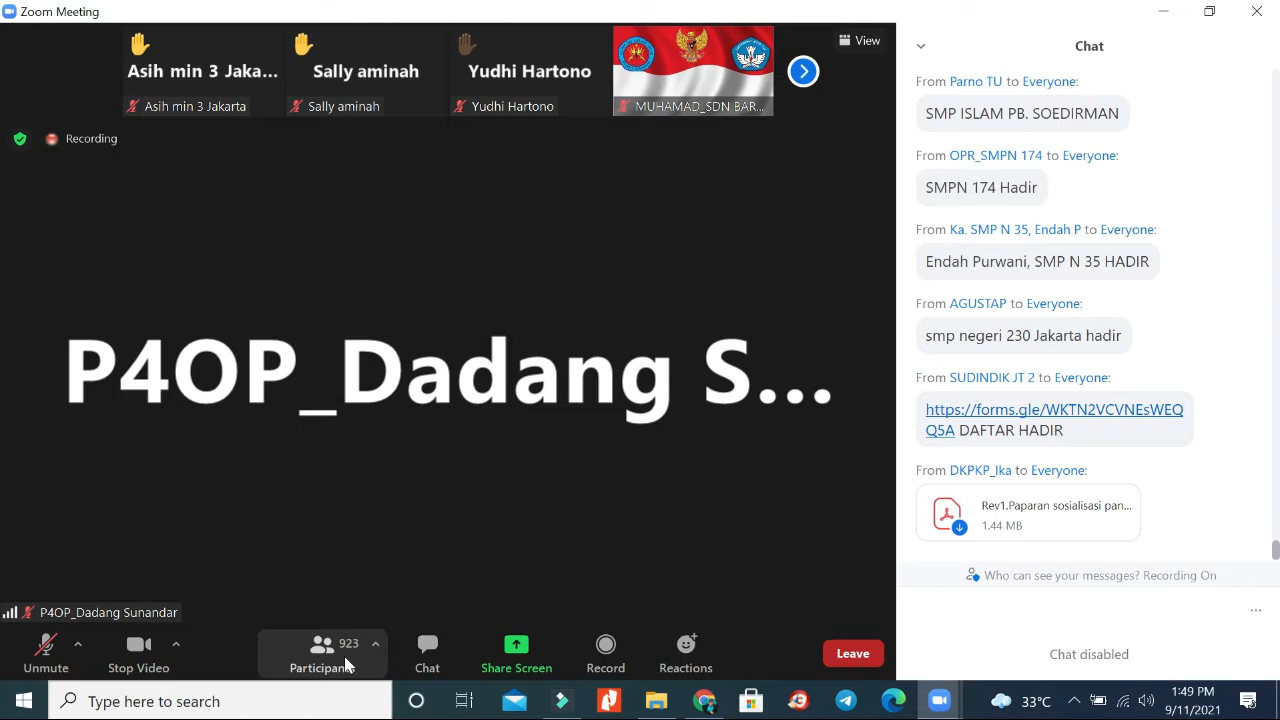 Zoom Meeting
Asih min 3 Jaka...
Sally aminah
Yudhi Hartono
Asih min 3 Jakarta
Sally aminah
Yudhi Hartono
MUHAMAD_SDN BAR...
View
Recording
P4OP_Dadang S...
P4OP_Dadang Sunandar
Unmute
Stop Video
923
Participan
Chat
Share Screen
Record
Reactions
Leave
Chat
From Parno TU to Everyone:
SMP ISLAM PB. SOEDIRMAN
From OPR_SMPN 174 to Everyone:
SMPN 174 Hadir
From Ka. SMP N 35, Endah P to Everyone:
Endah Purwani, SMP N 35 HADIR
From AGUSTAP to Everyone:
smp negeri 230 Jakarta hadir
From SUDINDIK JT 2 to Everyone:
https://forms.gle/WKTN2VCVNEsWEQ
Q5A DAFTAR HADIR
From DKPKP_Ika to Everyone:
Rev1.Paparan sosialisasi pan...
1.44 MB
Who can see your messages? Recording On
...
Chat disabled
Type here to search
33°C
1:49 PM
9/11/2021